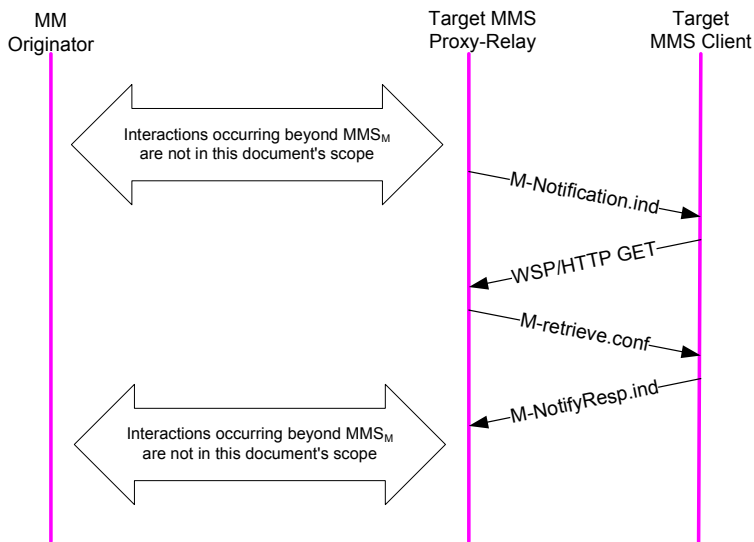 MM
Originator
Target MMS
Proxy-Relay
Target
MMS Client
Interactions occurring beyond MMSM
are not in this document's scope
M-Notification.ind
WSP/HTTP GET
M-retrieve.conf
M-NotifyResp.ind
Interactions occurring beyond MMSM
are not in this document's scope